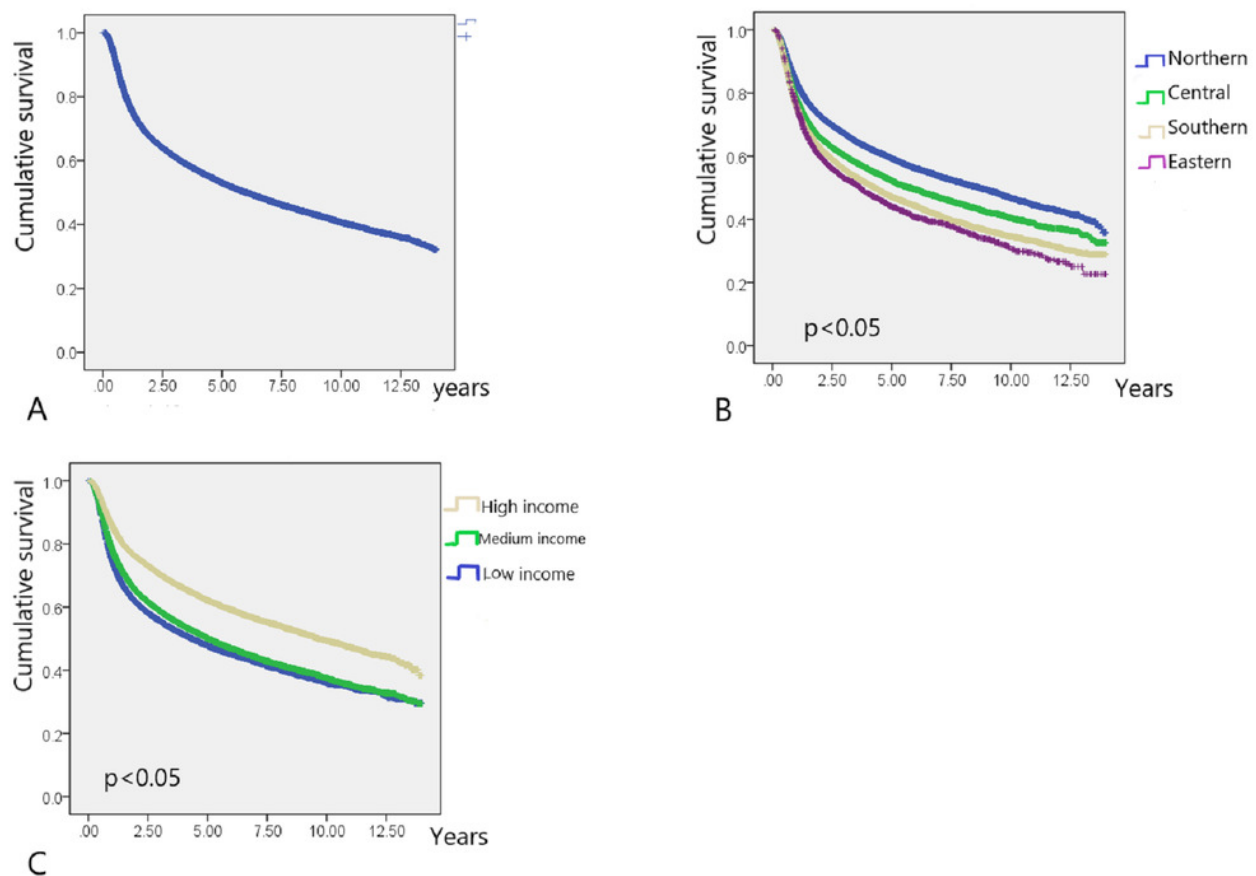 Cumulative survival
1.0
0.8
0.6
0.4
0.2
0.0
.00 2.50 5.00 7.50 10.00 12.50 years
A
Cumulative survival
1.0
0.8
0.6
0.4
0.2
0.0
p<0.05
.00 2.50 5.00 7.50 10.00 12.50 Years
Northern
Central
Southern
Eastern
B
Cumulative survival
1.0
0.8
0.6
0.4
0.2
0.0
p<0.05
.00 2.50 5.00 7.50 10.00 12.50 Years
High income
Medium income
Low income
C